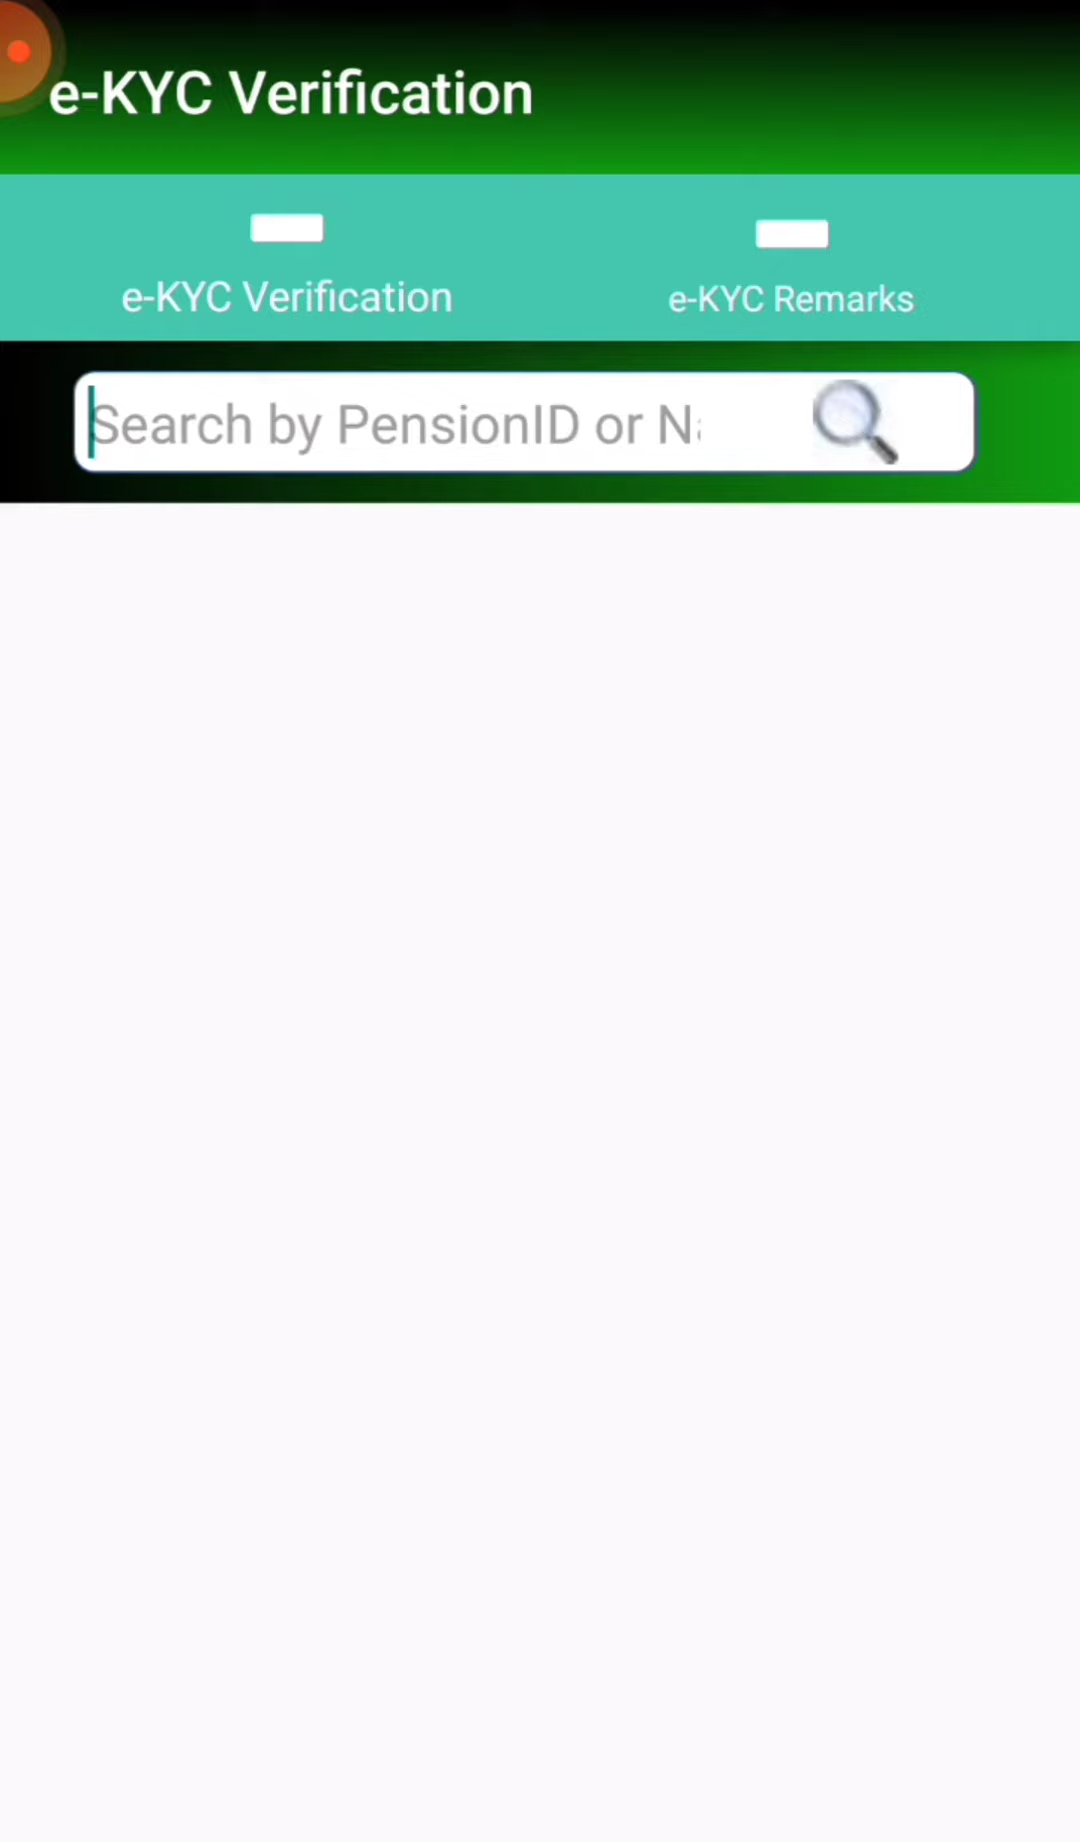 e-KYC Verification
e-KYC Verification
e-KYC Remarks
Search by PensionID or N